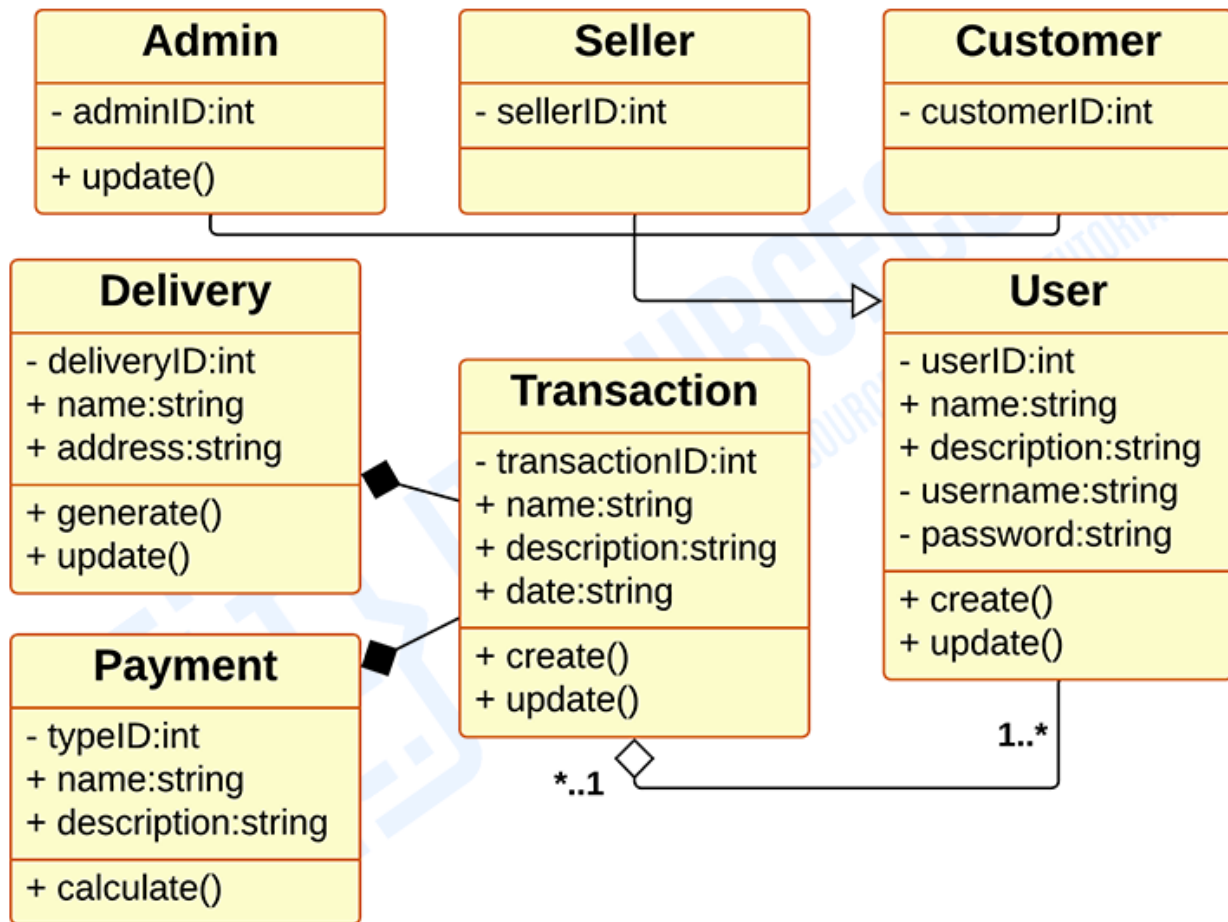 Admin
- adminID:int
+ update()
Seller
- sellerID:int
Customer
- customerID:int
Delivery
- deliveryID:int
+ name:string
+ address:string
+ generate()
+ update()
Transaction
- transactionID:int
+ name:string
+ description:string
+ date:string
+ create()
+ update()
User
- userID:int
+ name:string
+ description:string
- username:string
- password:string
+ create()
+ update()
Payment
- typeID:int
+ name:string
+ description:string
+ calculate()
*..1
1..*